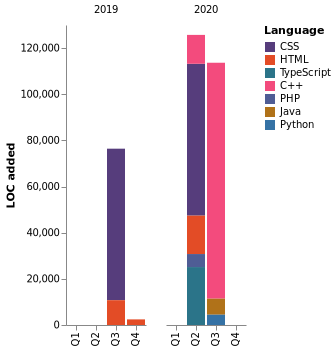 2019
2020
Language
CSS
HTML
TypeScript
C++
PHP
Java
Python
LOC added
120,000
100,000
80,000
60,000
40,000
20,000
0
Q1
Q2
Q3
Q4
Q1
Q2
Q3
Q4